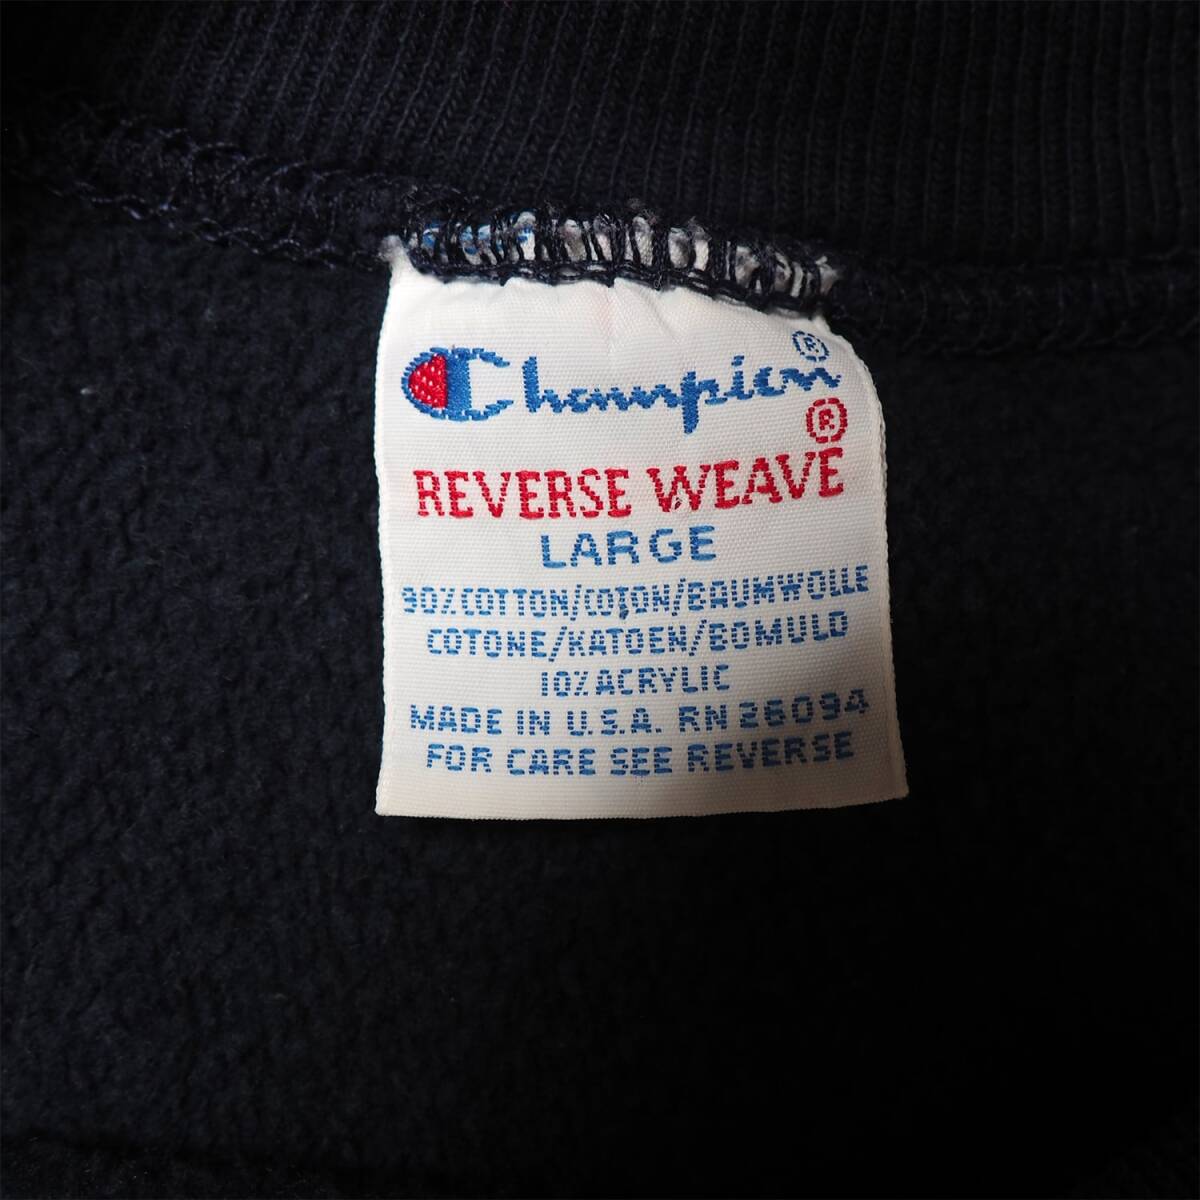 Champion®
®
REVERSE WEAVE
LARGE
90% COTTON/COTON/BAUMWOLLE
COTONE/KATOEN/BOMULD
10% ACRYLIC
MADE IN U.S.A. RN 26094
FOR CARE SEE REVERSE